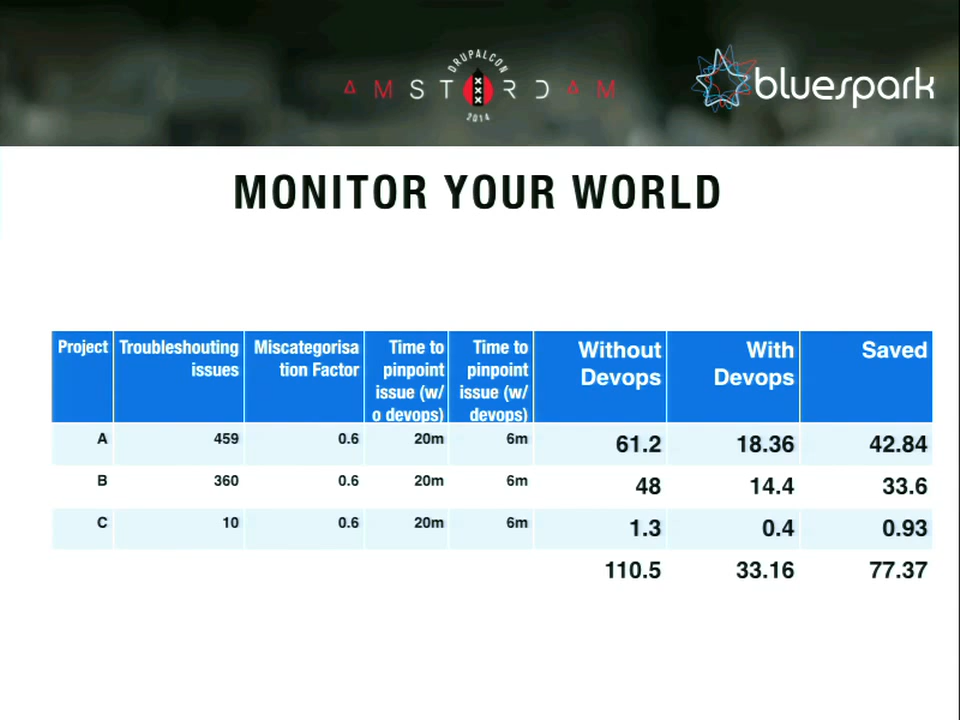 DRUPALCON
AMSTERDAM
2014
bluespark
MONITOR YOUR WORLD
Project Troubleshouting issues Miscategorisa tion Factor Time to pinpoint issue (w/ o devops) Time to pinpoint issue (w/ devops) Without Devops With Devops Saved
A 459 0.6 20m 6m 61.2 18.36 42.84
B 360 0.6 20m 6m 48 14.4 33.6
C 10 0.6 20m 6m 1.3 0.4 0.93
110.5 33.16 77.37